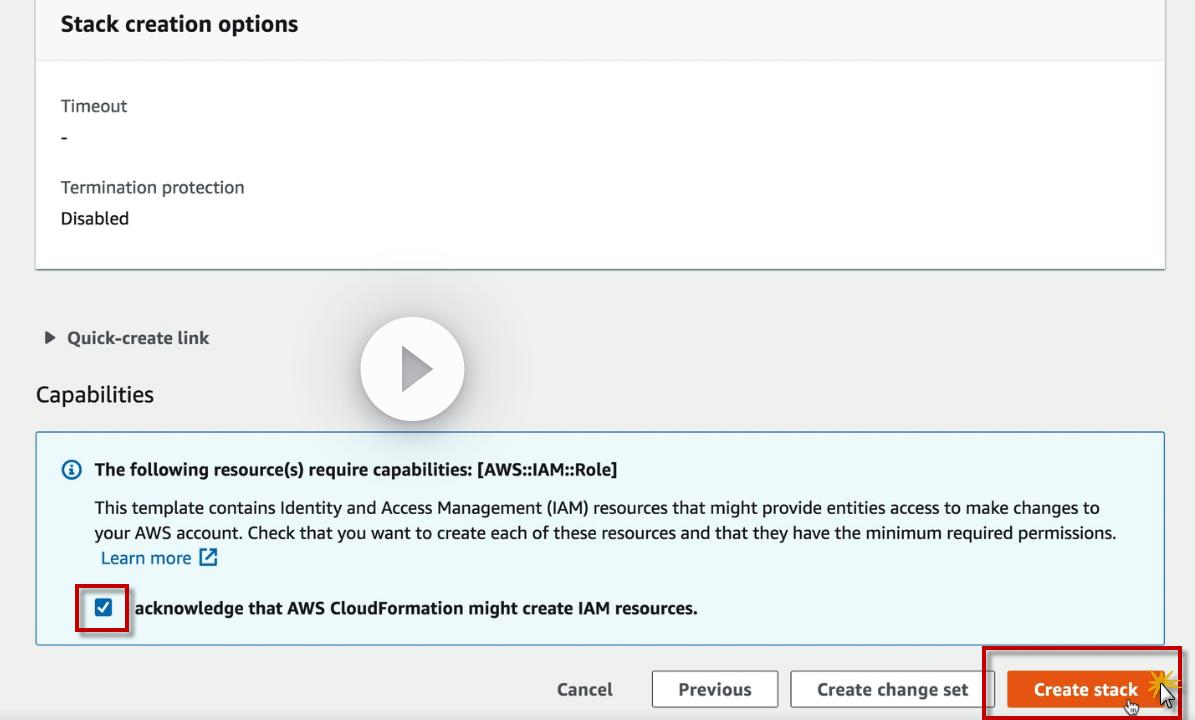 Stack creation options
Timeout
-
Termination protection
Disabled
Quick-create link
Capabilities
The following resource(s) require capabilities: [AWS::IAM::Role]
This template contains Identity and Access Management (IAM) resources that might provide entities access to make changes to
your AWS account. Check that you want to create each of these resources and that they have the minimum required permissions.
Learn more
acknowledge that AWS CloudFormation might create IAM resources.
Cancel Previous Create change set Create stack